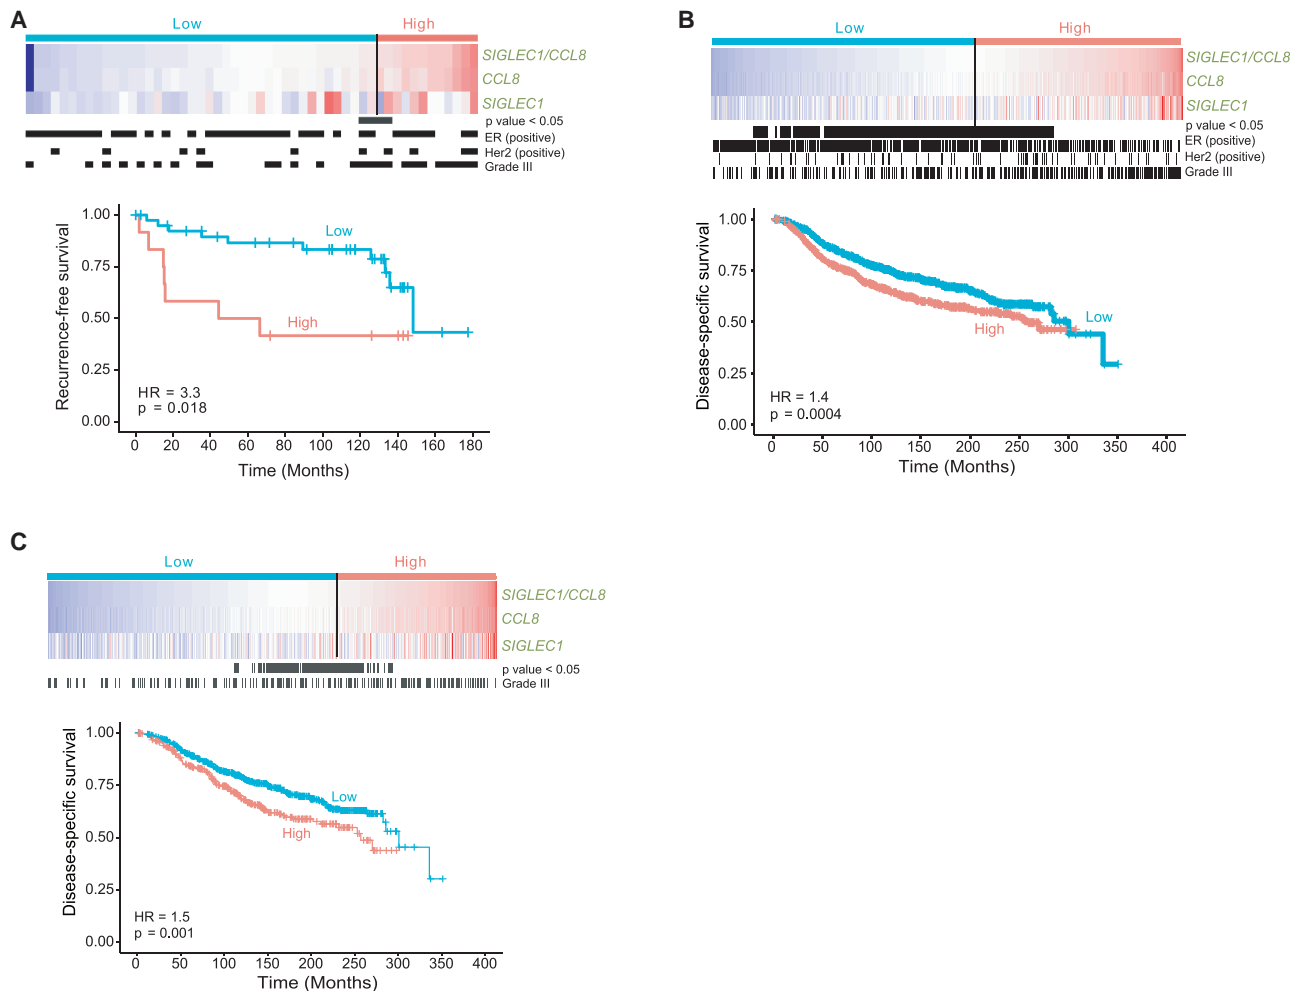 A
Low
High
SIGLEC1/CCL8
CCL8
SIGLEC1
p value < 0.05
ER (positive)
Her2 (positive)
Grade III
Recurrence-free survival
1.00
0.75
0.50
0.25
0.00
Low
High
HR = 3.3
p = 0.018
0 20 40 60 80 100 120 140 160 180
Time (Months)
B
Low
High
SIGLEC1/CCL8
CCL8
SIGLEC1
p value < 0.05
ER (positive)
Her2 (positive)
Grade III
Disease-specific survival
1.00
0.75
0.50
0.25
0.00
Low
High
HR = 1.4
p = 0.0004
0 50 100 150 200 250 300 350 400
Time (Months)
C
Low
High
SIGLEC1/CCL8
CCL8
SIGLEC1
p value < 0.05
Grade III
Disease-specific survival
1.00
0.75
0.50
0.25
0.00
Low
High
HR = 1.5
p = 0.001
0 50 100 150 200 250 300 350 400
Time (Months)